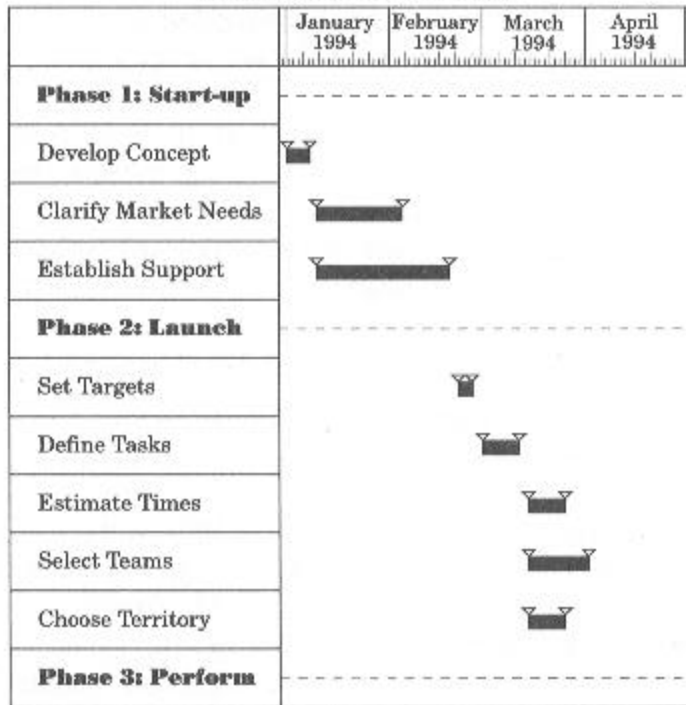 January February March April
1994 1994 1994 1994
Phase 1: Start-up
Develop Concept
Clarify Market Needs
Establish Support
Phase 2: Launch
Set Targets
Define Tasks
Estimate Times
Select Teams
Choose Territory
Phase 3: Perform